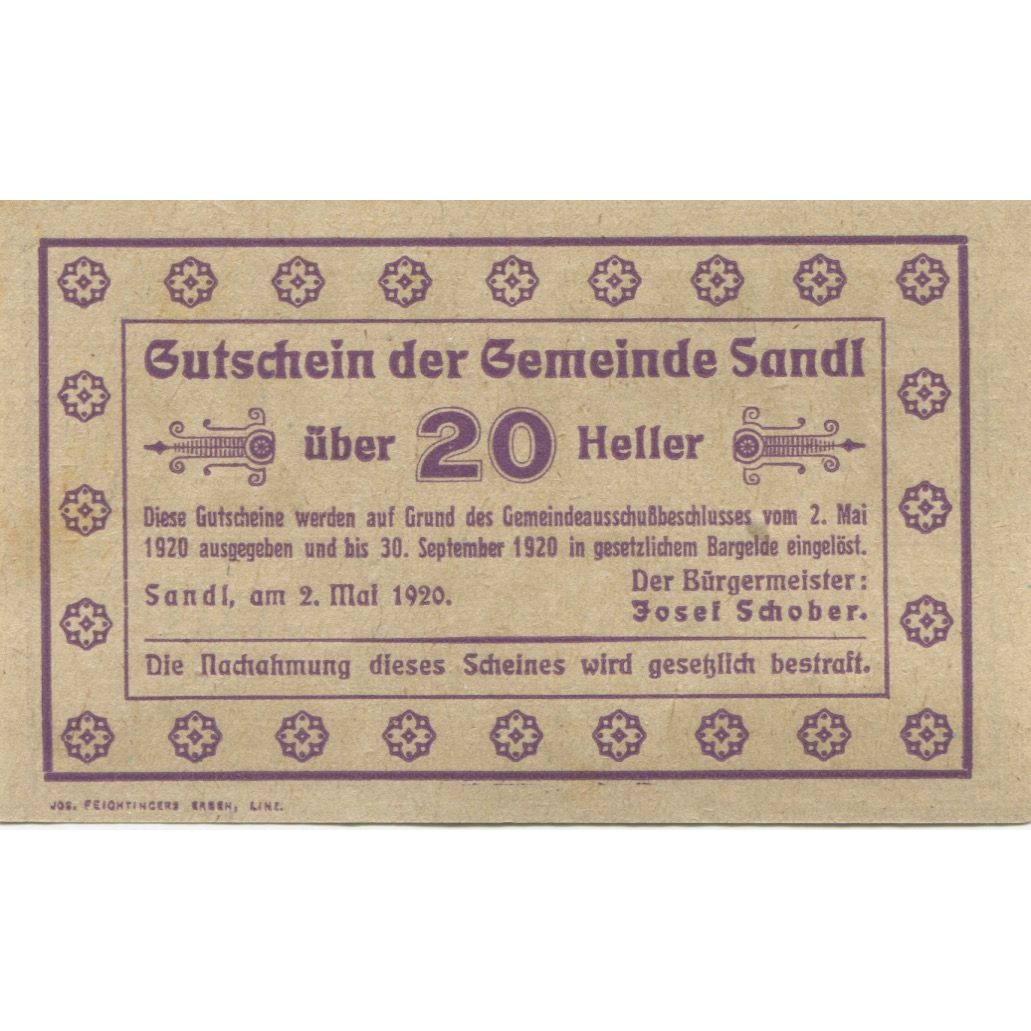 Gutschein der Gemeinde Sandl
über 20 Heller
Diese Gutscheine werden auf Grund des Gemeindeausschußbeschlusses vom 2. Mai
1920 ausgegeben und bis 30. September 1920 in gesetzlichem Bargelde eingelöst.
Sandl, am 2. Mai 1920.
Der Bürgermeister:
Josef Schober.
Die Nachahmung dieses Scheines wird gesetzlich bestraft.
JOS. FEICHTINGERS ERBEN, LINZ.